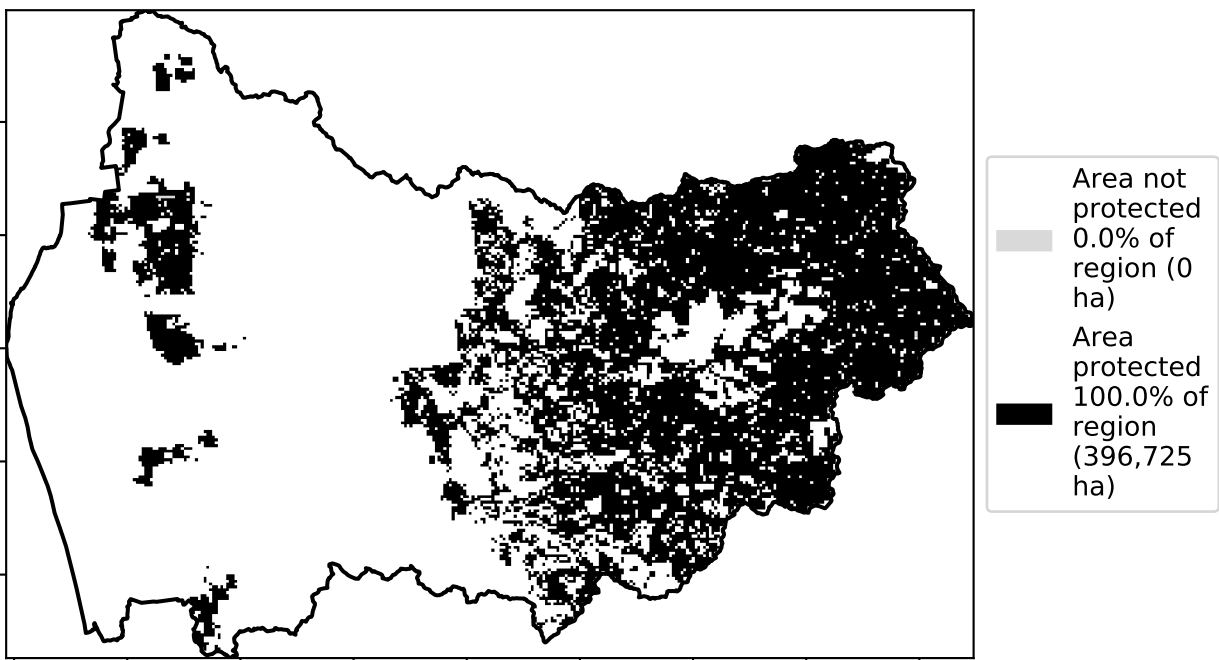 Area not
protected
0.0% of
region (0
ha)
Area
protected
100.0% of
region
(396,725
ha)